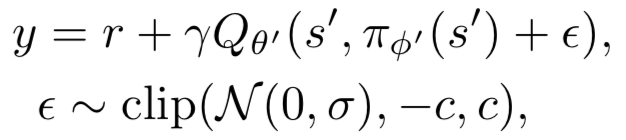 y = r + γQ_{θ′}(s′, π_{ϕ′}(s′) + ϵ),
ϵ ∼ clip(𝒩(0, σ), −c, c),